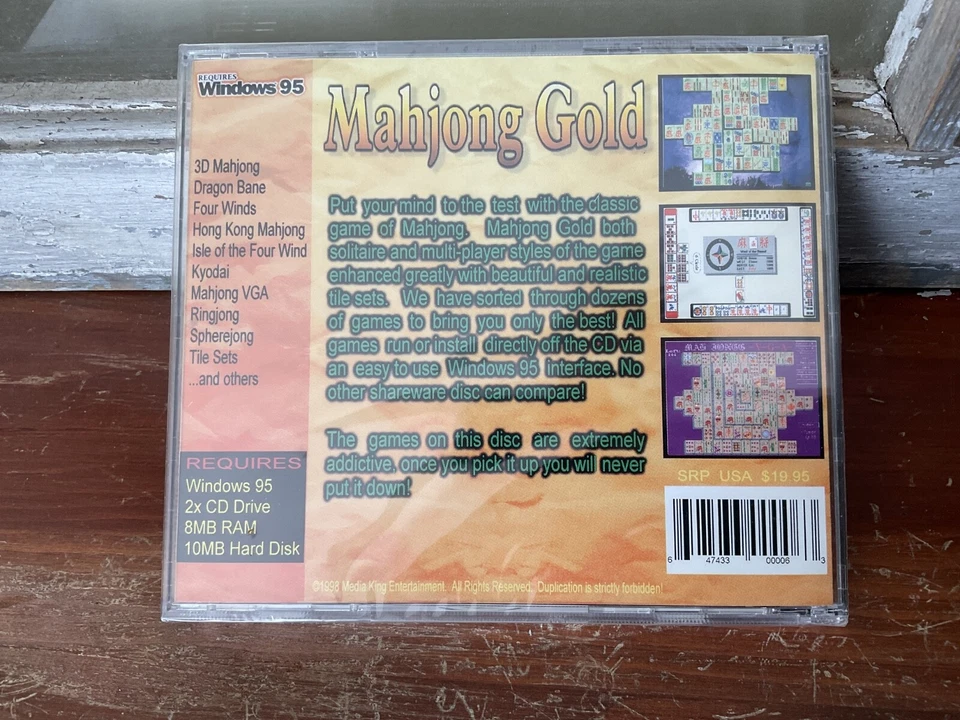 REQUIRES
Windows 95
Mahjong Gold
3D Mahjong
Dragon Bane
Four Winds
Hong Kong Mahjong
Isle of the Four Wind
Kyodai
Mahjong VGA
Ringjong
Spherejong
Tile Sets
...and others
Put your mind to the test with the classic
game of Mahjong. Mahjong Gold both
solitaire and multi-player styles of the game
enhanced greatly with beautiful and realistic
tile sets. We have sorted through dozens
of games to bring you only the best! All
games run or install directly off the CD via
an easy to use Windows 95 interface. No
other shareware disc can compare!
The games on this disc are extremely
addictive, once you pick it up you will never
put it down!
REQUIRES
Windows 95
2x CD Drive
8MB RAM
10MB Hard Disk
MAH JONGG
SRP USA $19.95
6 47433 00006 3
©1996 Media King Entertainment. All Rights Reserved. Duplication is strictly forbidden!